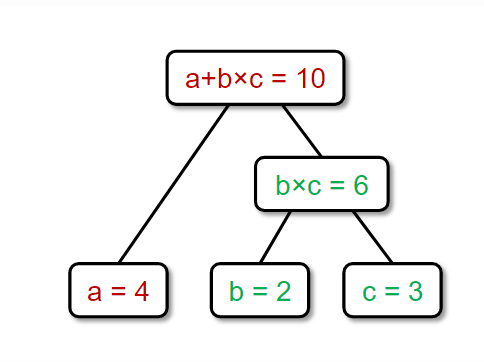 a+b×c = 10
b×c = 6
a = 4
b = 2
c = 3